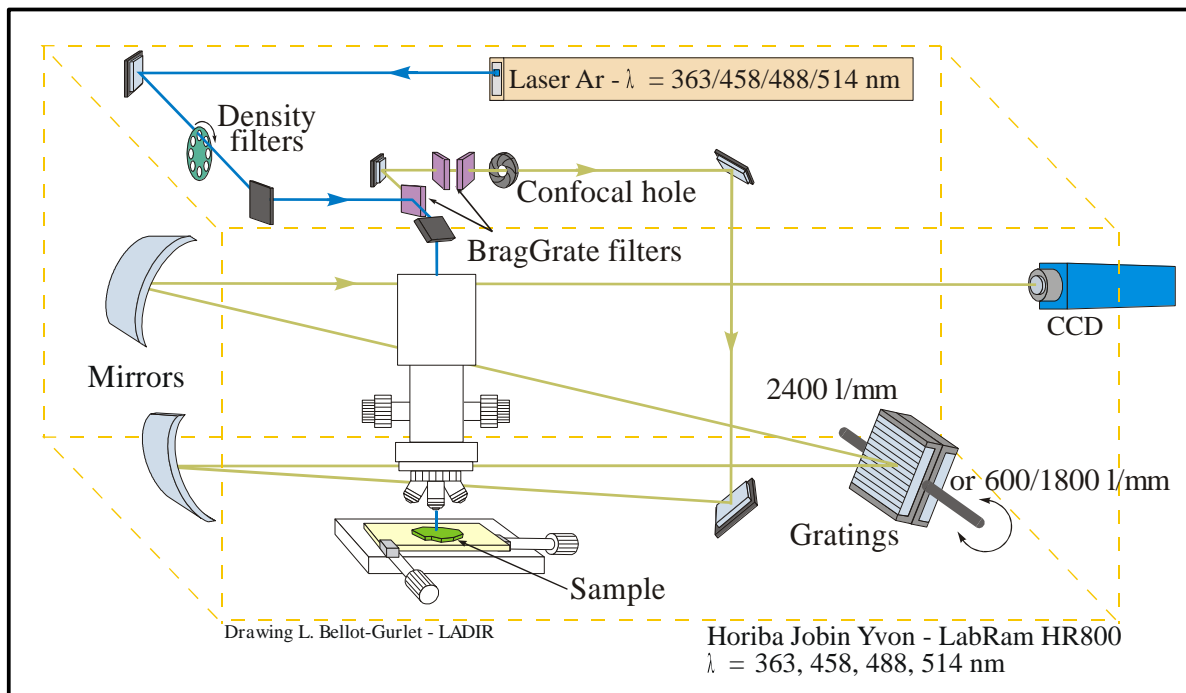 Laser Ar - λ = 363/458/488/514 nm
Density
filters
Confocal hole
BragGrate filters
CCD
Mirrors
2400 l/mm
or 600/1800 l/mm
Gratings
Sample
Drawing L. Bellot-Gurlet - LADIR
Horiba Jobin Yvon - LabRam HR800
λ = 363, 458, 488, 514 nm